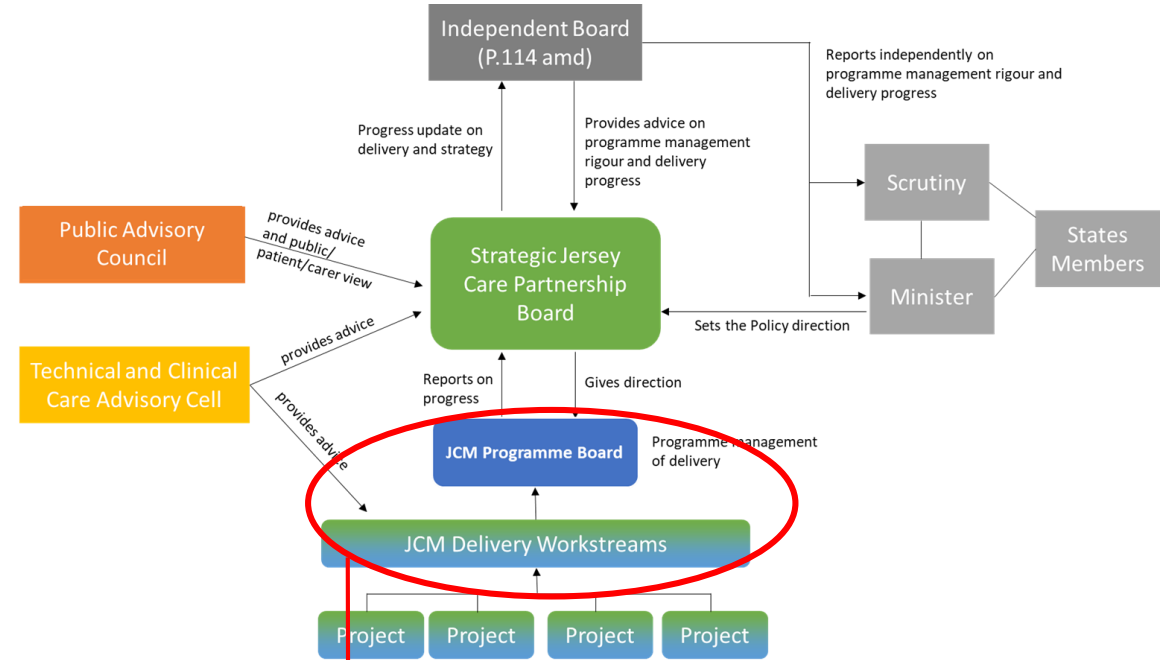 Independent Board
(P.114 amd)
Reports independently on
programme management rigour and
delivery progress
Progress update on
delivery and strategy
Provides advice on
programme management
rigour and delivery
progress
Scrutiny
Public Advisory
Council
provides advice
and public/
patient/carer view
Strategic Jersey
Care Partnership
Board
States
Members
Minister
Sets the Policy direction
Technical and Clinical
Care Advisory Cell
provides advice
provides advice
Reports on
progress
Gives direction
JCM Programme Board
Programme management
of delivery
JCM Delivery Workstreams
Project
Project
Project
Project